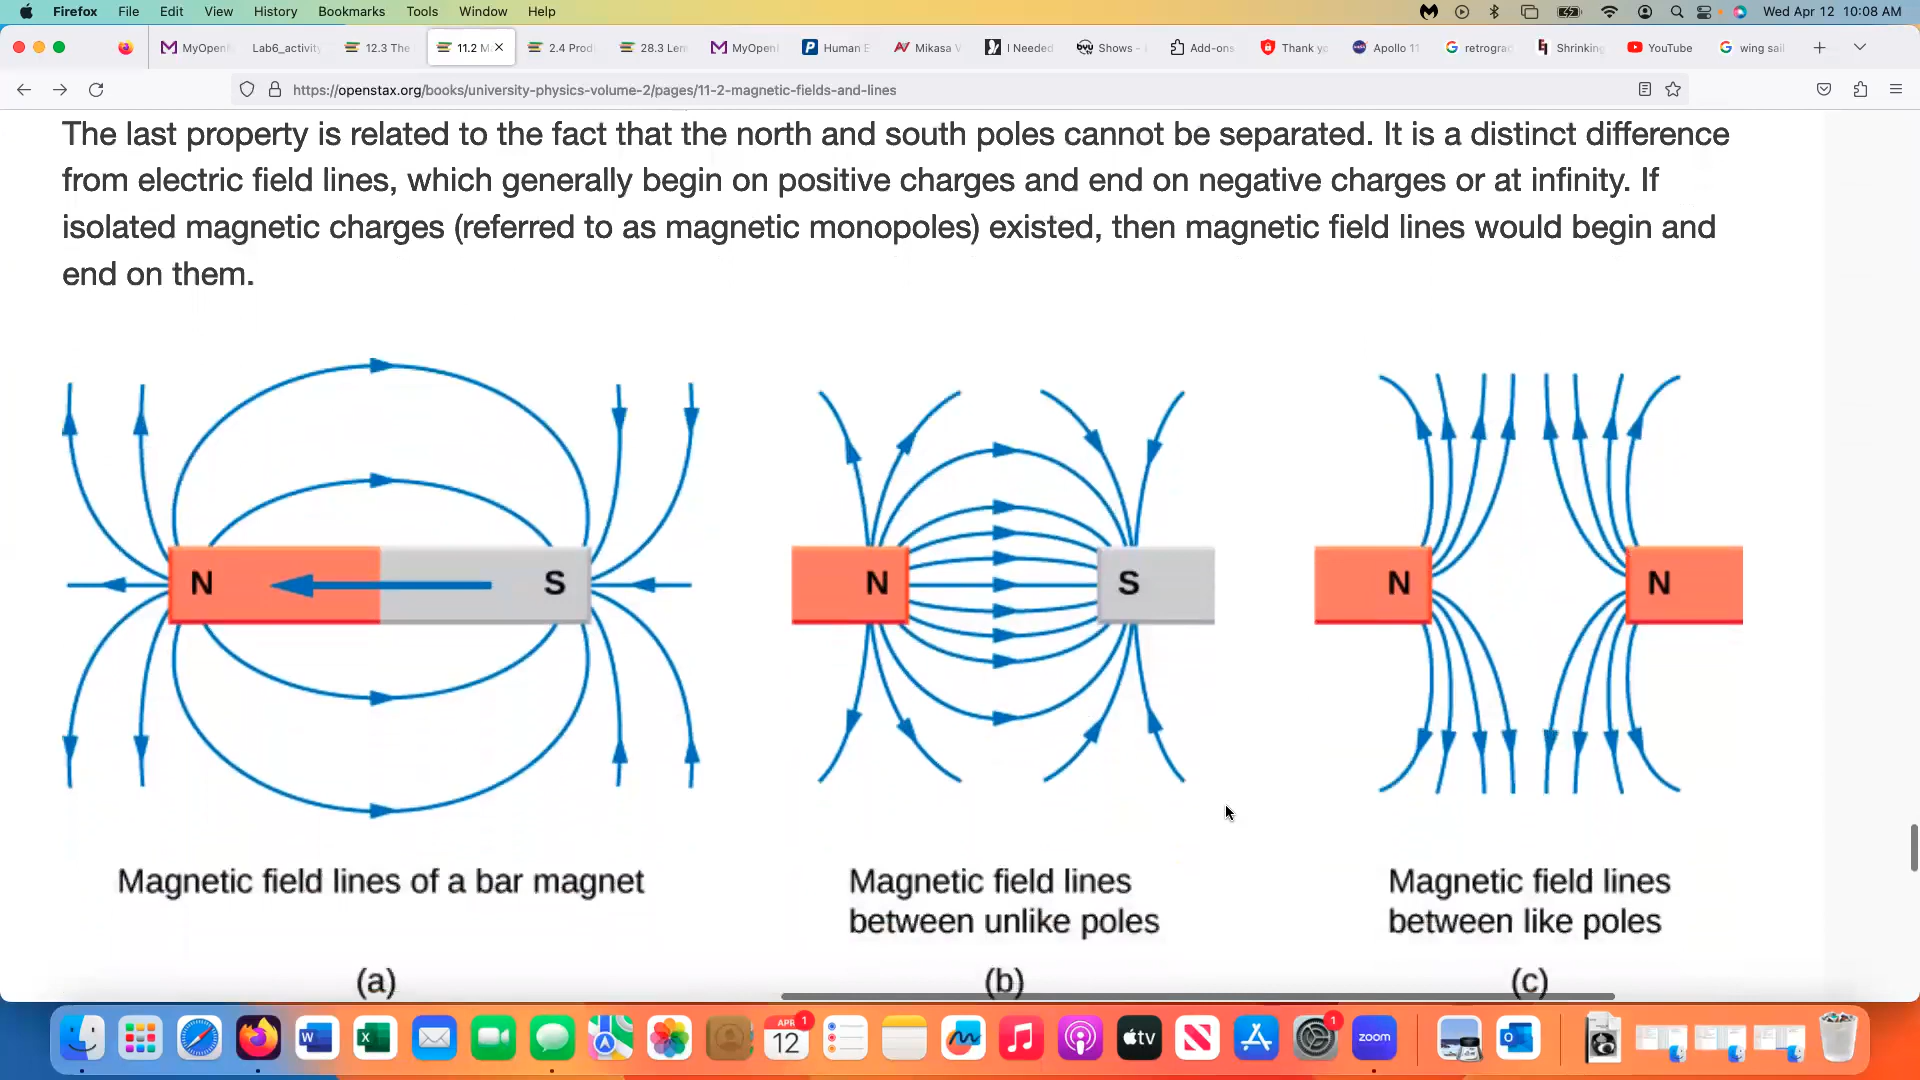 Firefox File Edit View History Bookmarks Tools Window Help Wed Apr 12 10:08 AM
MyOpen Lab6_activity 12.3 The 11.2 M 2.4 Prod 28.3 Len MyOpen Human E Mikasa V I Needed Shows - Add-ons Thank yo Apollo 11 retrograd Shrinking YouTube wing sail
https://openstax.org/books/university-physics-volume-2/pages/11-2-magnetic-fields-and-lines
The last property is related to the fact that the north and south poles cannot be separated. It is a distinct difference
from electric field lines, which generally begin on positive charges and end on negative charges or at infinity. If
isolated magnetic charges (referred to as magnetic monopoles) existed, then magnetic field lines would begin and
end on them.
N S N S N N
Magnetic field lines of a bar magnet
(a)
Magnetic field lines
between unlike poles
(b)
Magnetic field lines
between like poles
(c)
APR 1
12
tv
1
zoom